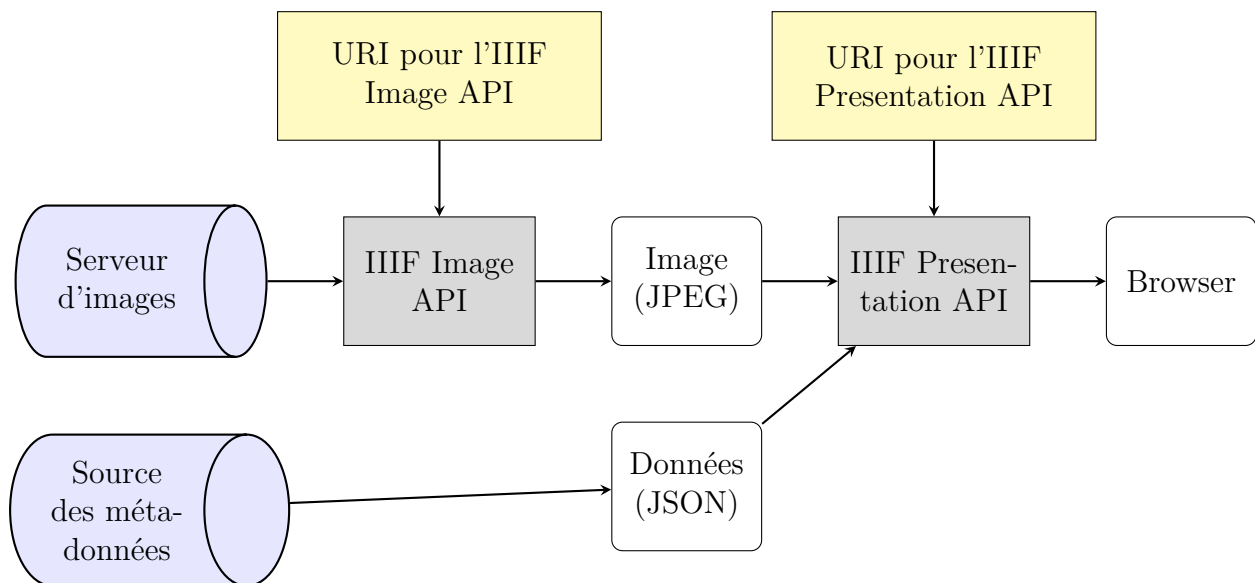 URI pour l'IIIF
Image API
URI pour l'IIIF
Presentation API
Serveur
d'images
IIIF Image
API
Image
(JPEG)
IIIF Presen-
tation API
Browser
Source
des méta-
données
Données
(JSON)